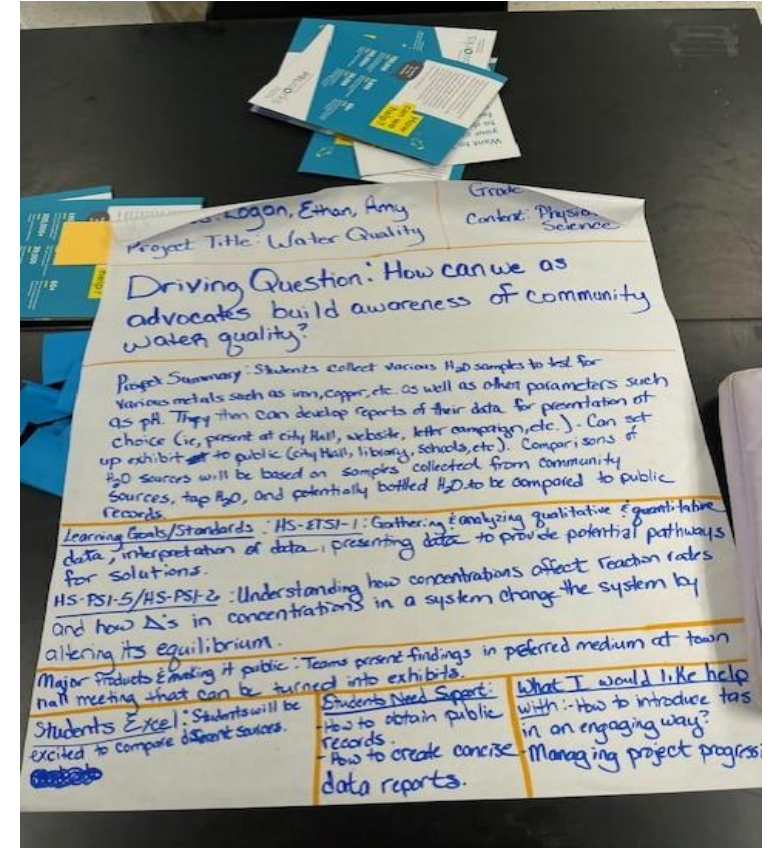 How
can we
help?
Want to
Logan, Ethan, Amy
Grade
Project Title: Water Quality
Content: Physical
Science
Driving Question: How can we as
advocates build awareness of community
water quality?
Project Summary: Students collect various H₂O samples to test for
various metals such as iron, copper, etc. as well as other parameters such
as pH. They then can develop reports of their data for presentation of
choice (ie, present at city Hall, website, letter campaign, etc.). Can set
up exhibit to public (city Hall, library, schools, etc). Comparisons of
H₂O sources will be based on samples collected from community
sources, tap H₂O, and potentially bottled H₂O to be compared to public
records.
Learning Goals/Standards: HS-ETS1-1: Gathering & analyzing qualitative & quantitative
data, interpretation of data, presenting data to provide potential pathways
for solutions.
HS-PS1-5/HS-PS1-6: Understanding how concentrations affect reaction rates
and how Δ's in concentrations in a system change the system by
altering its equilibrium.
Major Products & making it public: Teams present findings in preferred medium at town
hall meeting that can be turned into exhibits.
Students Excel: Students will be
excited to compare different sources.
Students Need Support:
-How to obtain public
records.
-How to create concise
data reports.
What I would like help
with:-How to introduce tas
in an engaging way?
-Managing project progressi